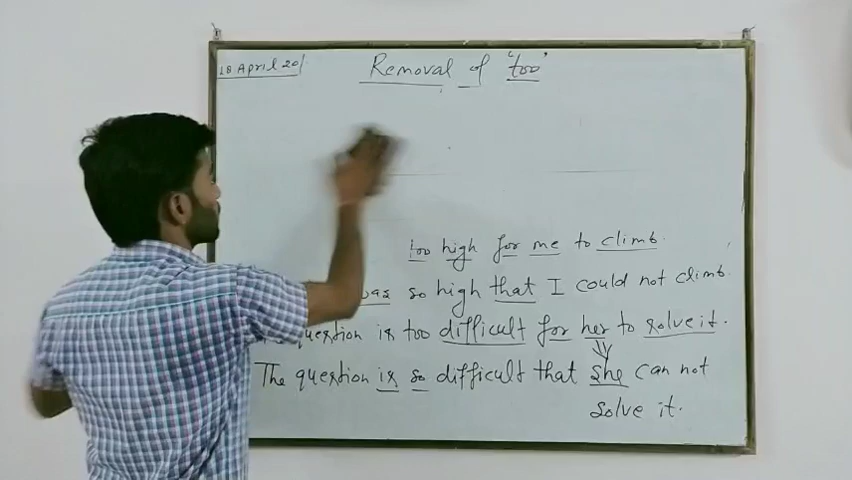 18 April 20
Removal of 'too'
too high for me to climb.
was so high that I could not climb.
question is too difficult for her to solve it.
The question is so difficult that she can not
solve it.